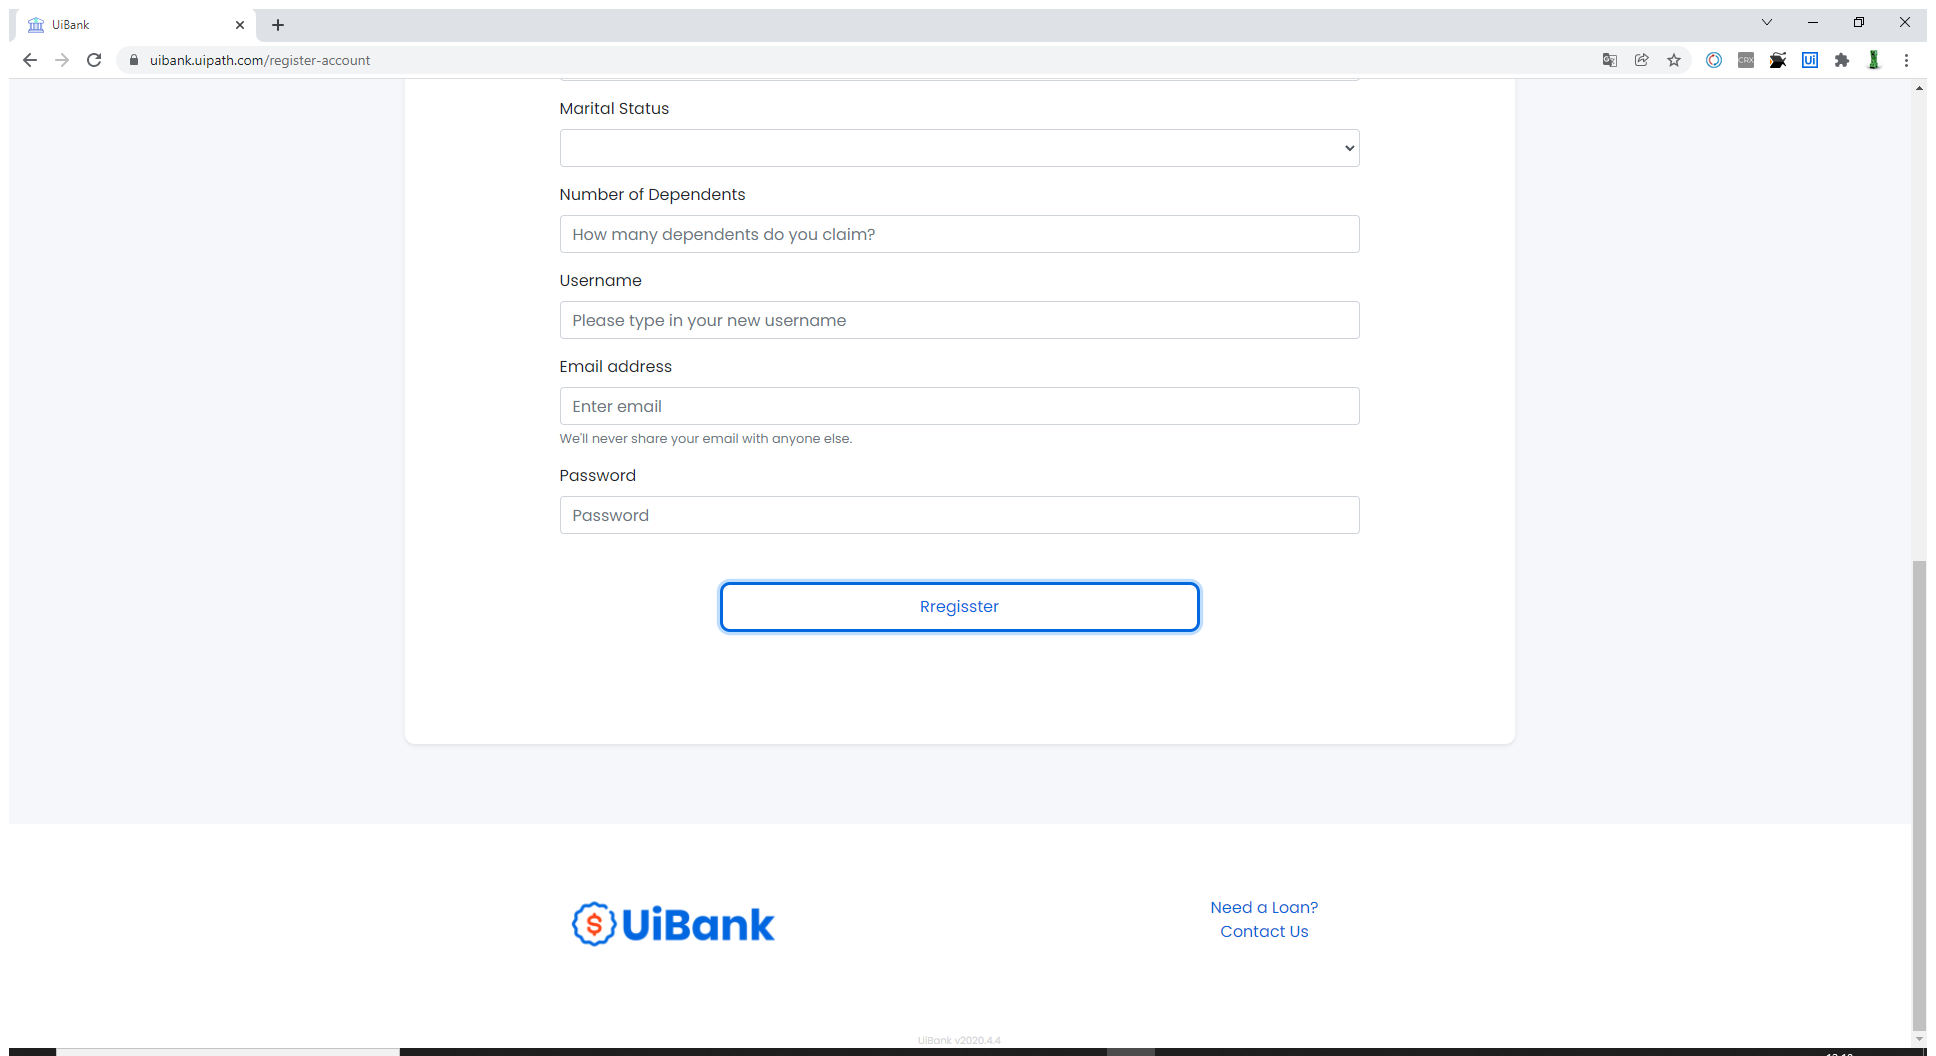 UiBank
uibank.uipath.com/register-account
CRX
Ui
Marital Status
Number of Dependents
How many dependents do you claim?
Username
Please type in your new username
Email address
Enter email
We'll never share your email with anyone else.
Password
Password
Rregisster
$ UiBank
Need a Loan?
Contact Us
UiBank v2020.4.4